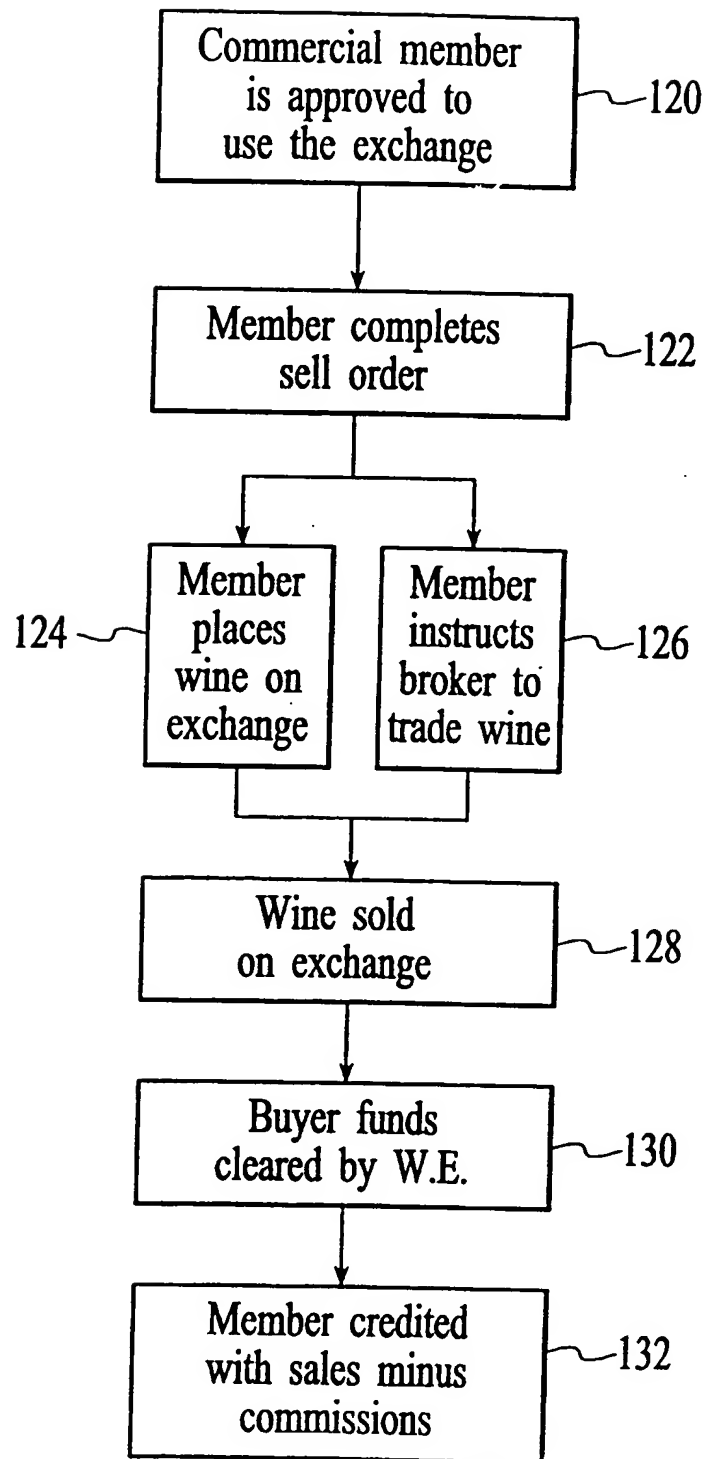 Commercial member
is approved to
use the exchange
120
Member completes
sell order
122
124
Member
places
wine on
exchange
Member
instructs
broker to
trade wine
126
Wine sold
on exchange
128
Buyer funds
cleared by W.E.
130
Member credited
with sales minus
commissions
132